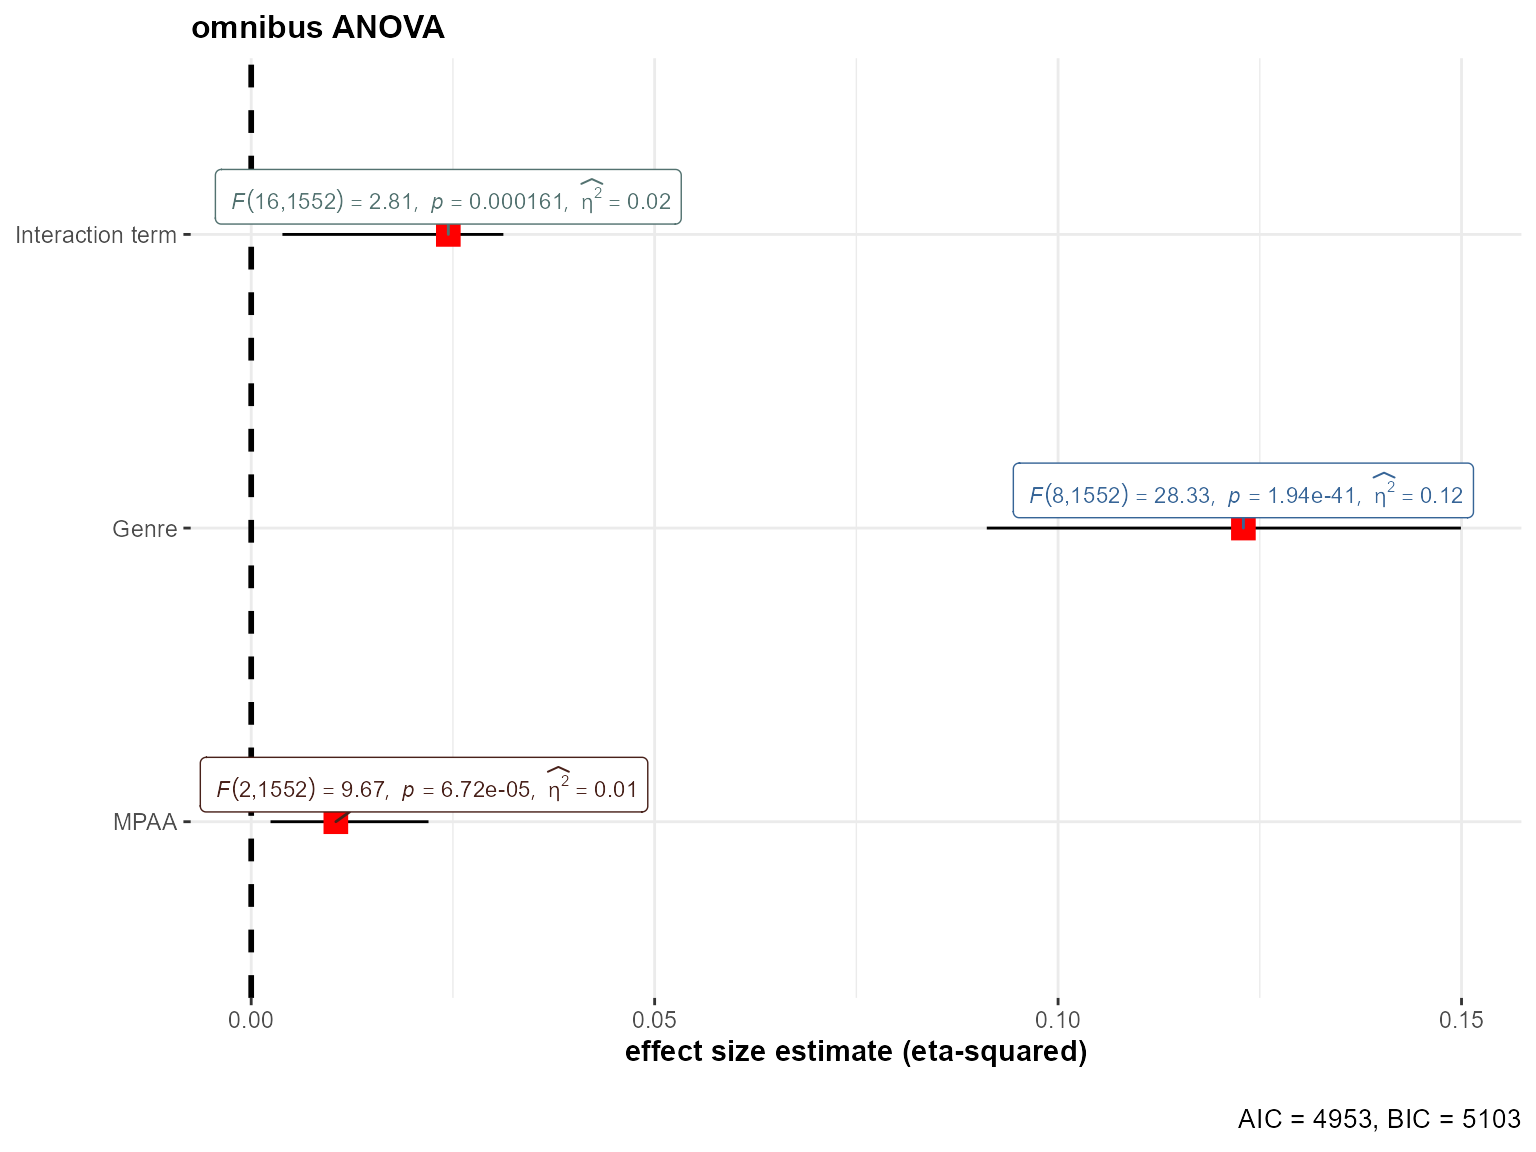 omnibus ANOVA
F(16,1552) = 2.81, p = 0.000161, η̂² = 0.02
Interaction term
F(8,1552) = 28.33, p = 1.94e-41, η̂² = 0.12
Genre
F(2,1552) = 9.67, p = 6.72e-05, η̂² = 0.01
MPAA
0.00 0.05 0.10 0.15
effect size estimate (eta-squared)
AIC = 4953, BIC = 5103